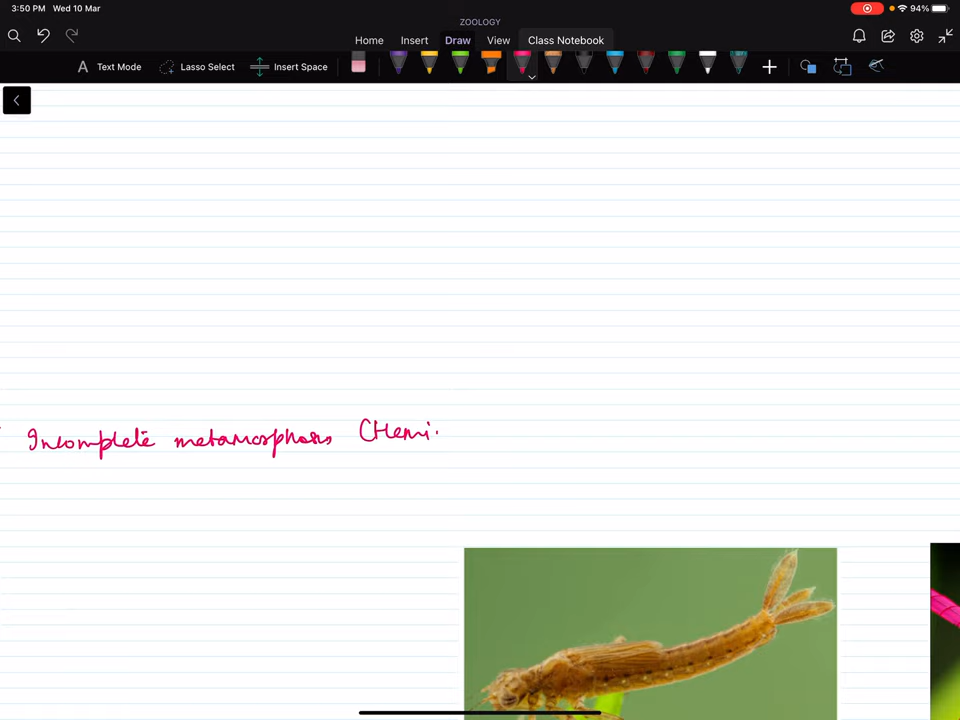 3:50 PM Wed 10 Mar 94%
ZOOLOGY
Home Insert Draw View Class Notebook
A Text Mode Lasso Select Insert Space
Incomplete metamorphosis (Hemi.